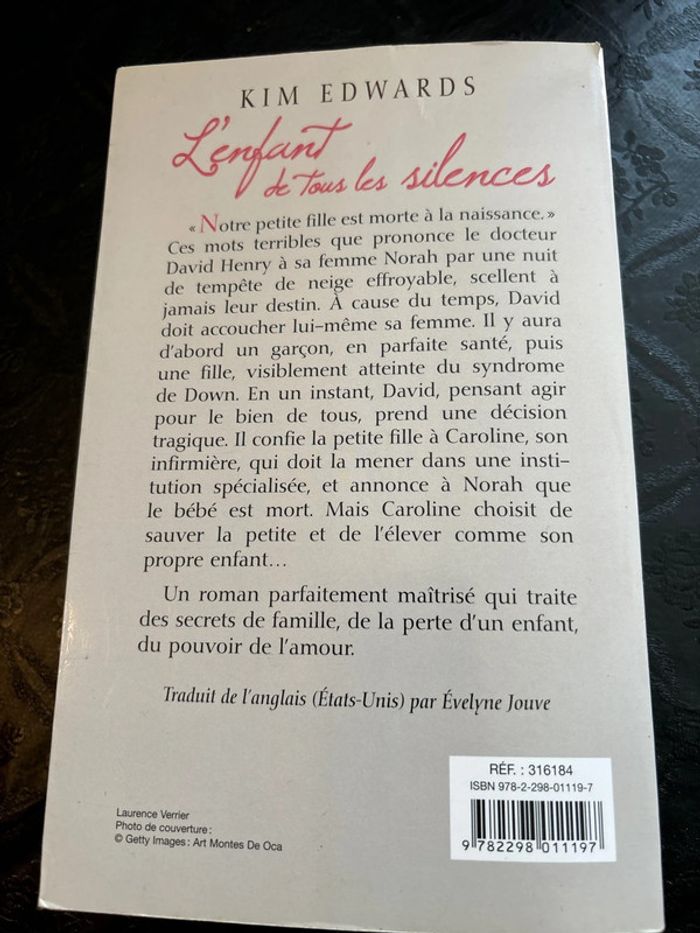 KIM EDWARDS
L'enfant
de tous les silences
« Notre petite fille est morte à la naissance. »
Ces mots terribles que prononce le docteur
David Henry à sa femme Norah par une nuit
de tempête de neige effroyable, scellent à
jamais leur destin. À cause du temps, David
doit accoucher lui-même sa femme. Il y aura
d'abord un garçon, en parfaite santé, puis
une fille, visiblement atteinte du syndrome
de Down. En un instant, David, pensant agir
pour le bien de tous, prend une décision
tragique. Il confie la petite fille à Caroline, son
infirmière, qui doit la mener dans une insti-
tution spécialisée, et annonce à Norah que
le bébé est mort. Mais Caroline choisit de
sauver la petite et de l'élever comme son
propre enfant…
Un roman parfaitement maîtrisé qui traite
des secrets de famille, de la perte d'un enfant,
du pouvoir de l'amour.
Traduit de l'anglais (États-Unis) par Évelyne Jouve
RÉF. : 316184
ISBN 978-2-298-01119-7
9 782298 011197
Laurence Verrier
Photo de couverture :
© Getty Images : Art Montes De Oca